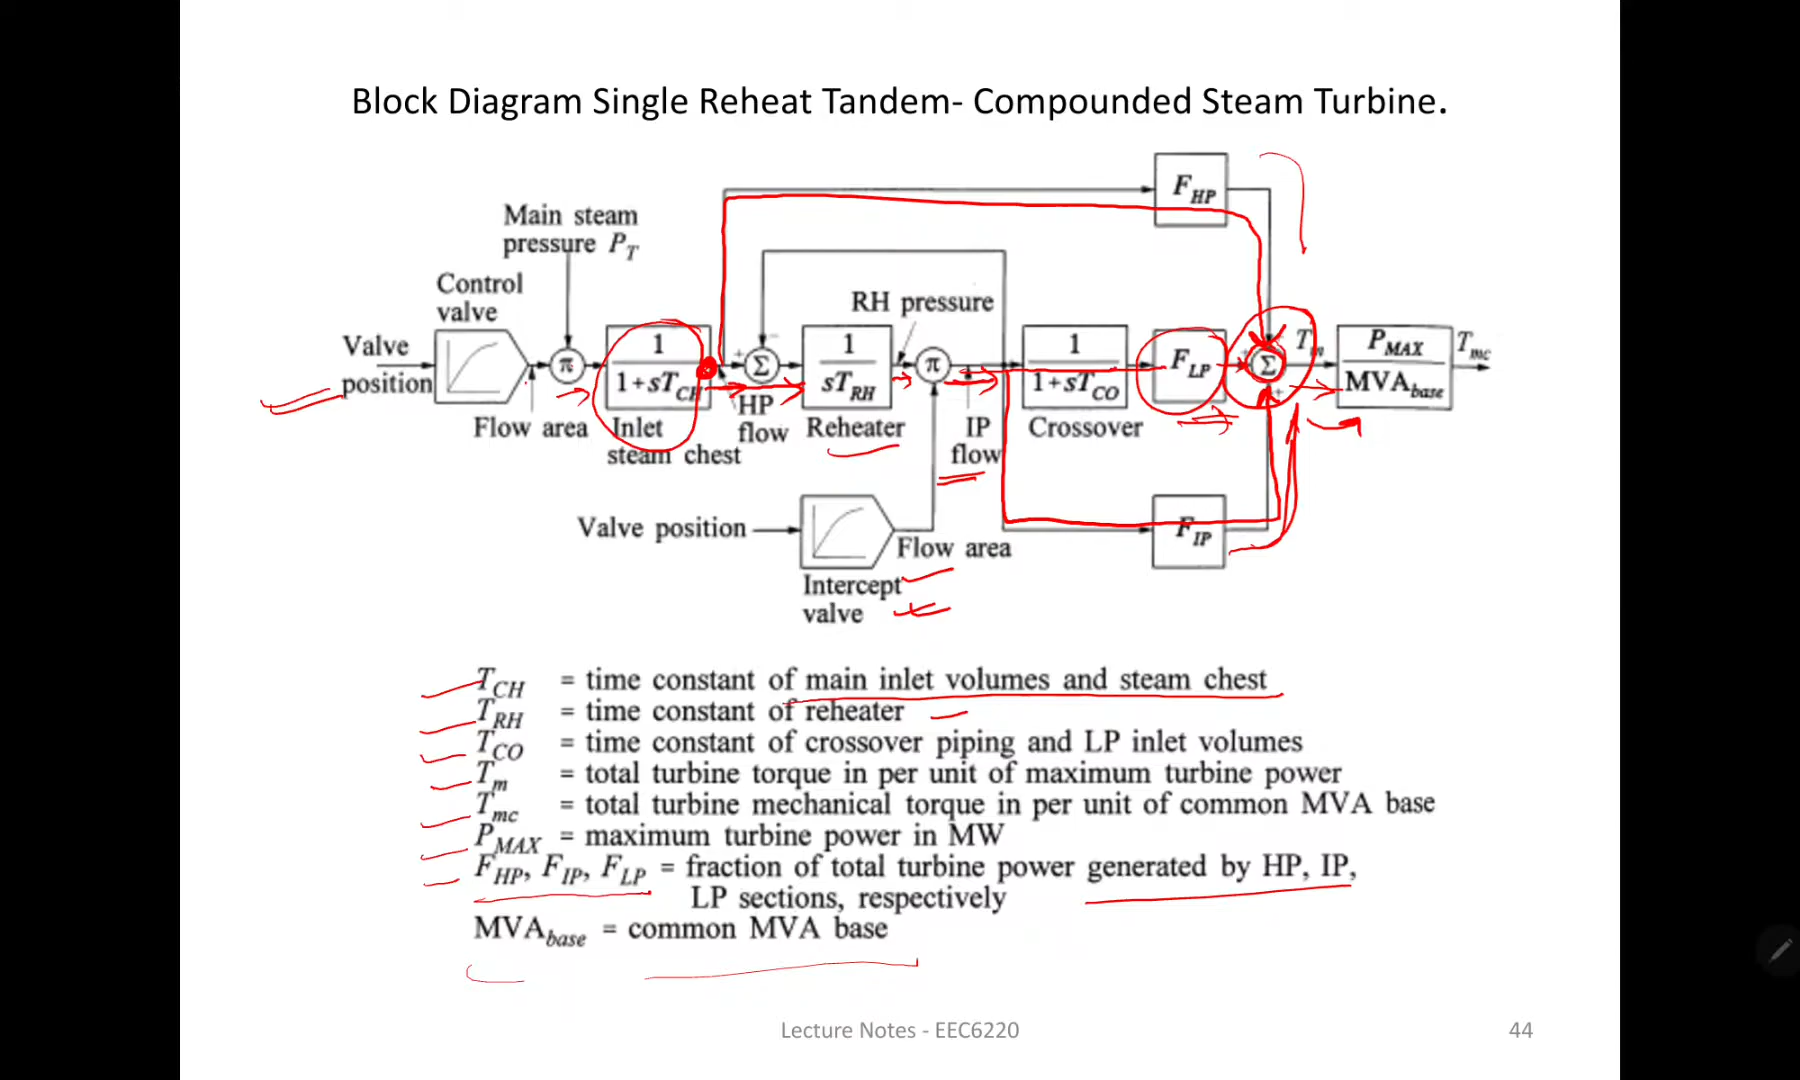 Block Diagram Single Reheat Tandem- Compounded Steam Turbine.
F_HP
Main steam
pressure P_T
Control
valve
RH pressure
Valve
position
π
1
1+sT_CH
Σ
1
sT_RH
π
1
1+sT_CO
F_LP
Σ
T_m
P_MAX
MVA_base
T_mc
Flow area
Inlet
steam chest
HP
flow
Reheater
IP
flow
Crossover
Valve position
Flow area
F_IP
Intercept
valve
T_CH = time constant of main inlet volumes and steam chest
T_RH = time constant of reheater
T_CO = time constant of crossover piping and LP inlet volumes
T_m = total turbine torque in per unit of maximum turbine power
T_mc = total turbine mechanical torque in per unit of common MVA base
P_MAX = maximum turbine power in MW
F_HP, F_IP, F_LP = fraction of total turbine power generated by HP, IP,
LP sections, respectively
MVA_base = common MVA base
Lecture Notes - EEC6220
44